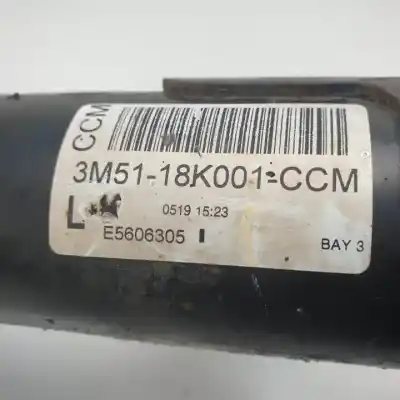 CCM
3M51-18K001-CCM
L
0519 15:23
E5606305
BAY 3